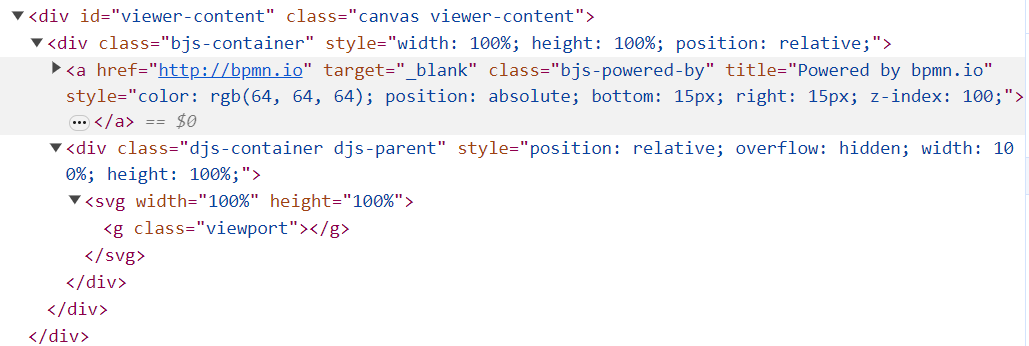 ▼<div id="viewer-content" class="canvas viewer-content">
▼<div class="bjs-container" style="width: 100%; height: 100%; position: relative;">
▶<a href="http://bpmn.io" target="_blank" class="bjs-powered-by" title="Powered by bpmn.io"
style="color: rgb(64, 64, 64); position: absolute; bottom: 15px; right: 15px; z-index: 100;">
…</a> == $0
▼<div class="djs-container djs-parent" style="position: relative; overflow: hidden; width: 10
0%; height: 100%;">
▼<svg width="100%" height="100%">
<g class="viewport"></g>
</svg>
</div>
</div>
</div>